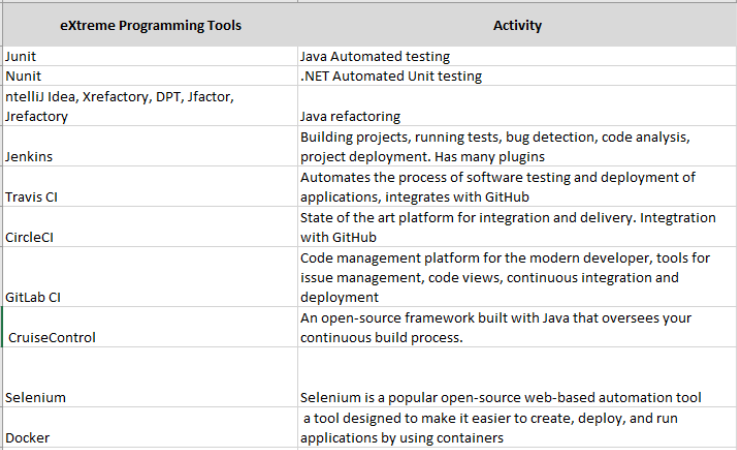 eXtreme Programming Tools Activity
Junit Java Automated testing
Nunit .NET Automated Unit testing
ntelliJ Idea, Xrefactory, DPT, Jfactor,
Jrefactory Java refactoring
Building projects, running tests, bug detection, code analysis,
Jenkins project deployment. Has many plugins
Automates the process of software testing and deployment of
Travis CI applications, integrates with GitHub
State of the art platform for integration and delivery. Integtration
CircleCI with GitHub
Code management platform for the modern developer, tools for
issue management, code views, continuous integration and
GitLab CI deployment
An open-source framework built with Java that oversees your
CruiseControl continuous build process.
Selenium Selenium is a popular open-source web-based automation tool
a tool designed to make it easier to create, deploy, and run
Docker applications by using containers